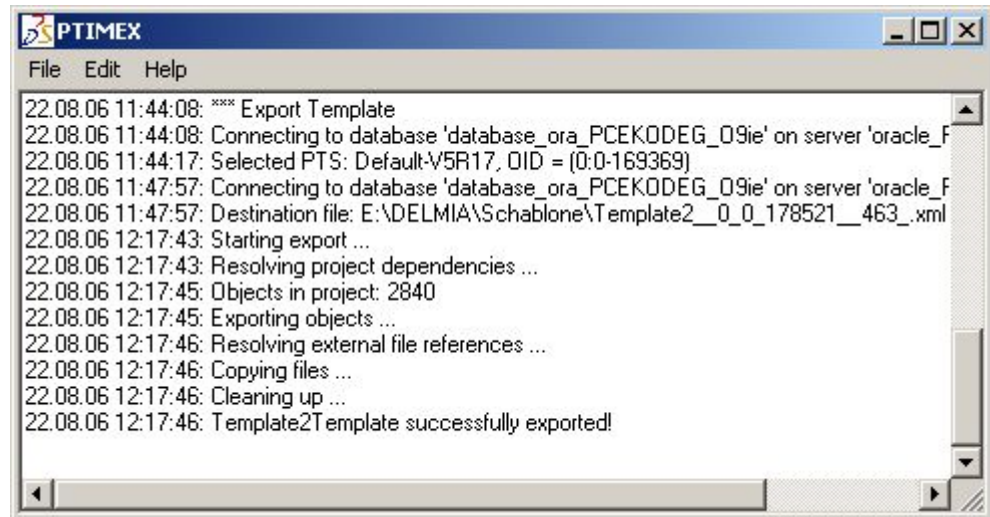 PTIMEX
File Edit Help
22.08.06 11:44:08: *** Export Template
22.08.06 11:44:08: Connecting to database 'database_ora_PCEKODEG_O9ie' on server 'oracle_F
22.08.06 11:44:17: Selected PTS: Default-V5R17, OID = (0:0-169369)
22.08.06 11:47:57: Connecting to database 'database_ora_PCEKODEG_O9ie' on server 'oracle_F
22.08.06 11:47:57: Destination file: E:\DELMIA\Schablone\Template2__0_0_178521__463_.xml
22.08.06 12:17:43: Starting export ...
22.08.06 12:17:43: Resolving project dependencies ...
22.08.06 12:17:45: Objects in project: 2840
22.08.06 12:17:45: Exporting objects ...
22.08.06 12:17:46: Resolving external file references ...
22.08.06 12:17:46: Copying files ...
22.08.06 12:17:46: Cleaning up ...
22.08.06 12:17:46: Template2Template successfully exported!